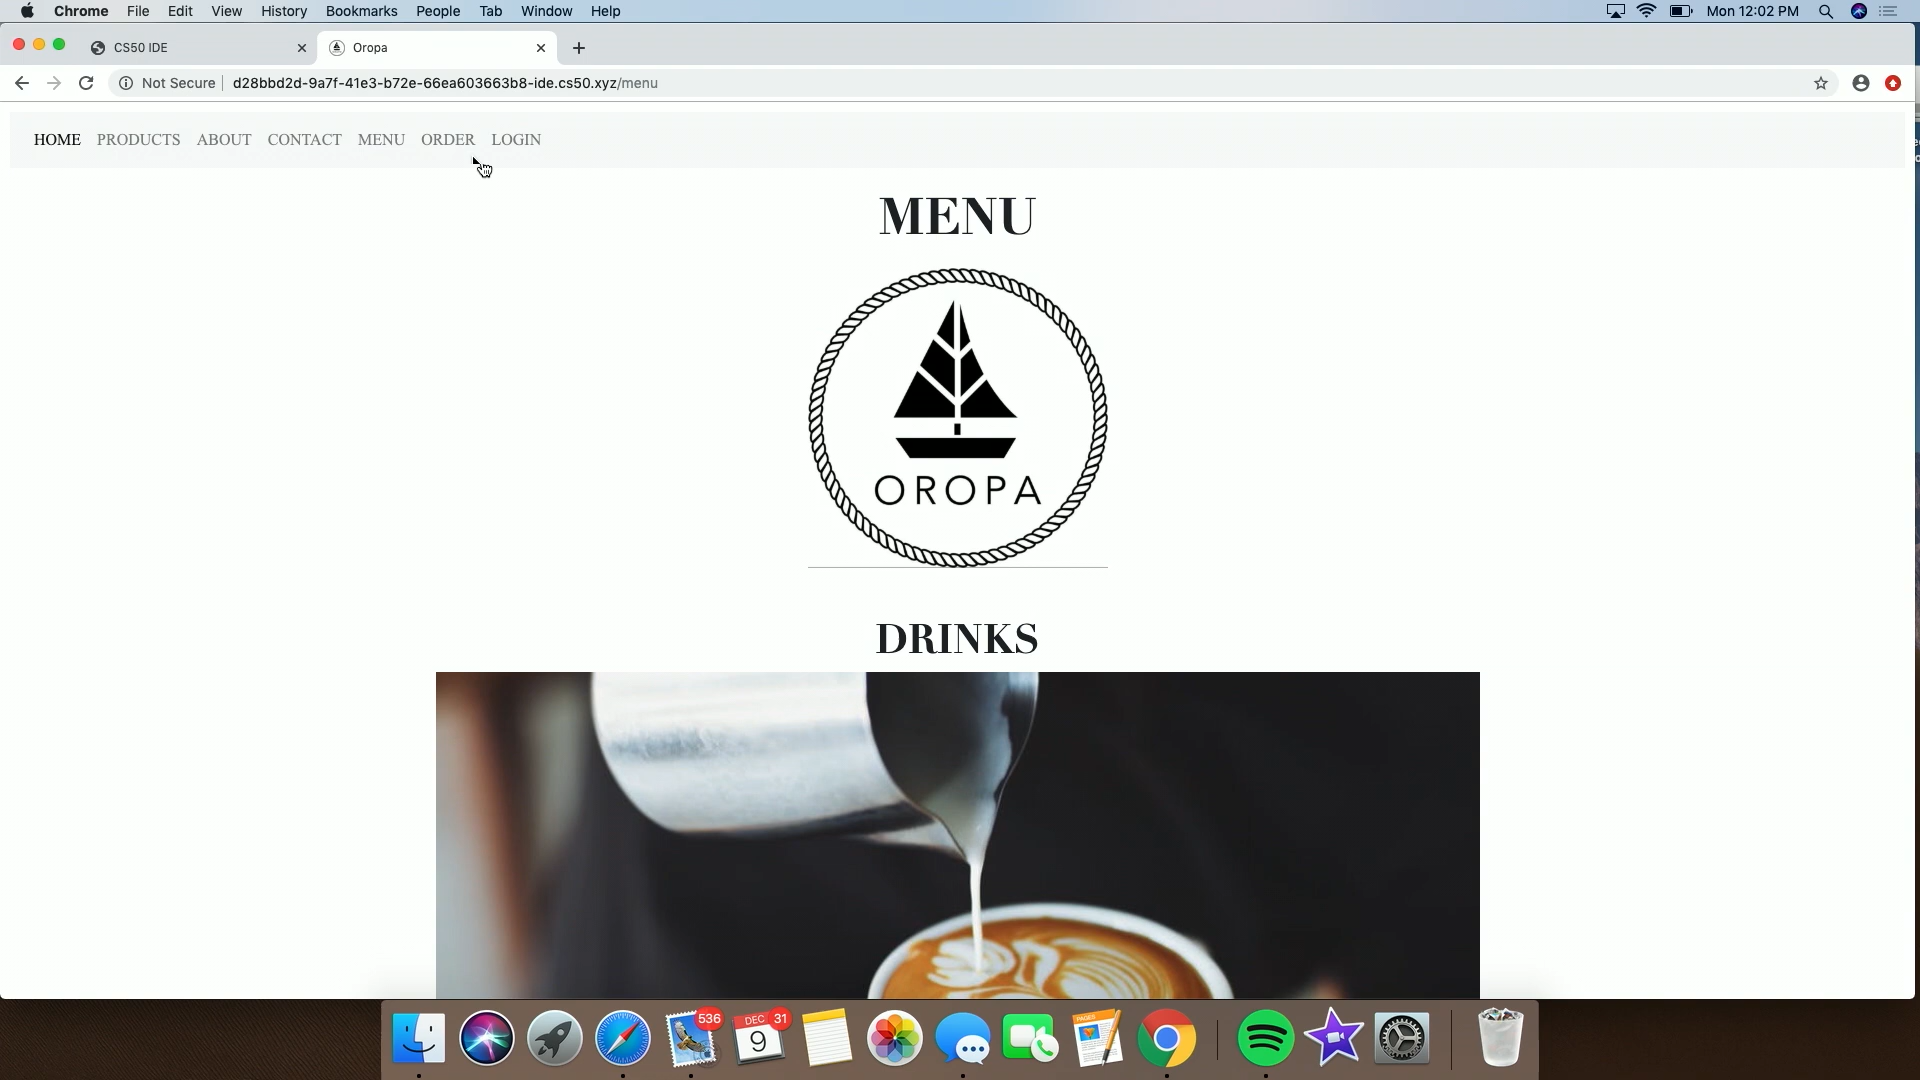 Chrome File Edit View History Bookmarks People Tab Window Help Mon 12:02 PM
CS50 IDE Oropa
Not Secure d28bbd2d-9a7f-41e3-b72e-66ea603663b8-ide.cs50.xyz/menu
HOME PRODUCTS ABOUT CONTACT MENU ORDER LOGIN
MENU
OROPA
DRINKS
536
DEC 31
9
PAGES